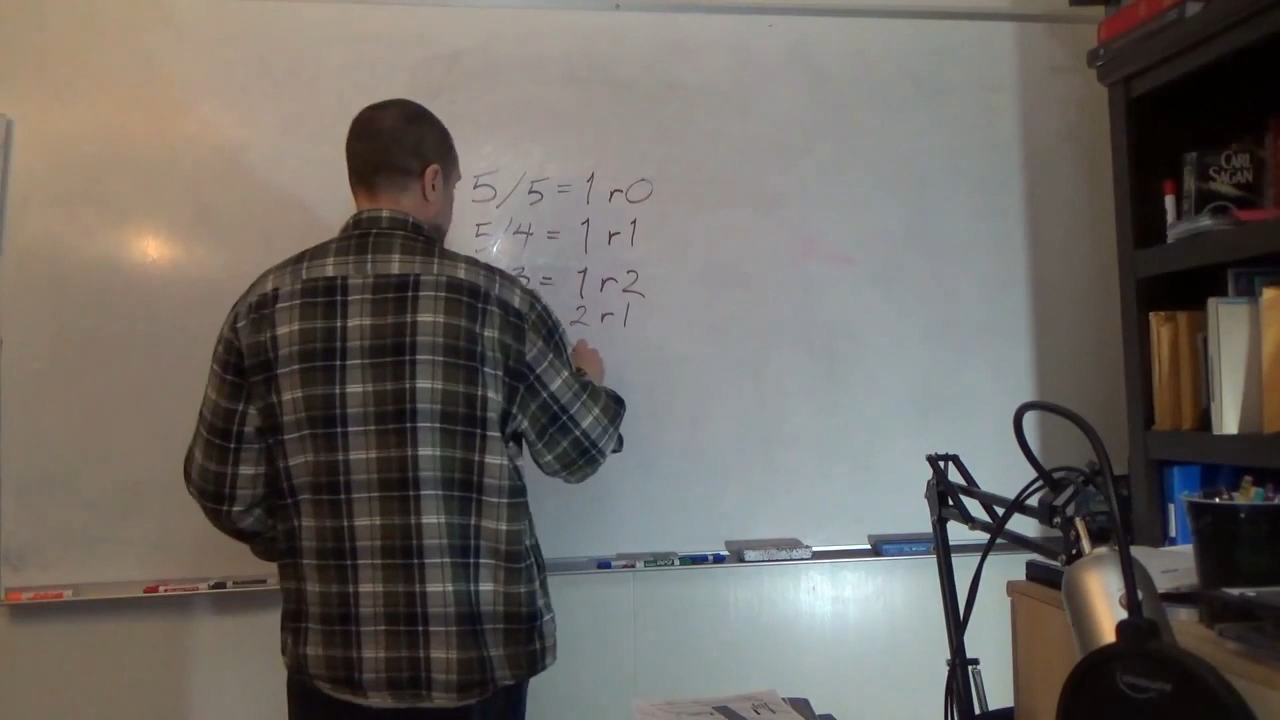 5/5 = 1 r0
5/4 = 1 r1
3 = 1 r2
2 r1
CARL
SAGAN